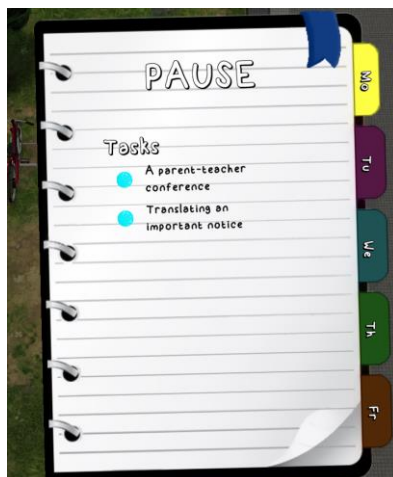 PAUSE
Tasks
A parent-teacher
conference
Translating an
important notice
Mo
Tu
We
Th
Fr